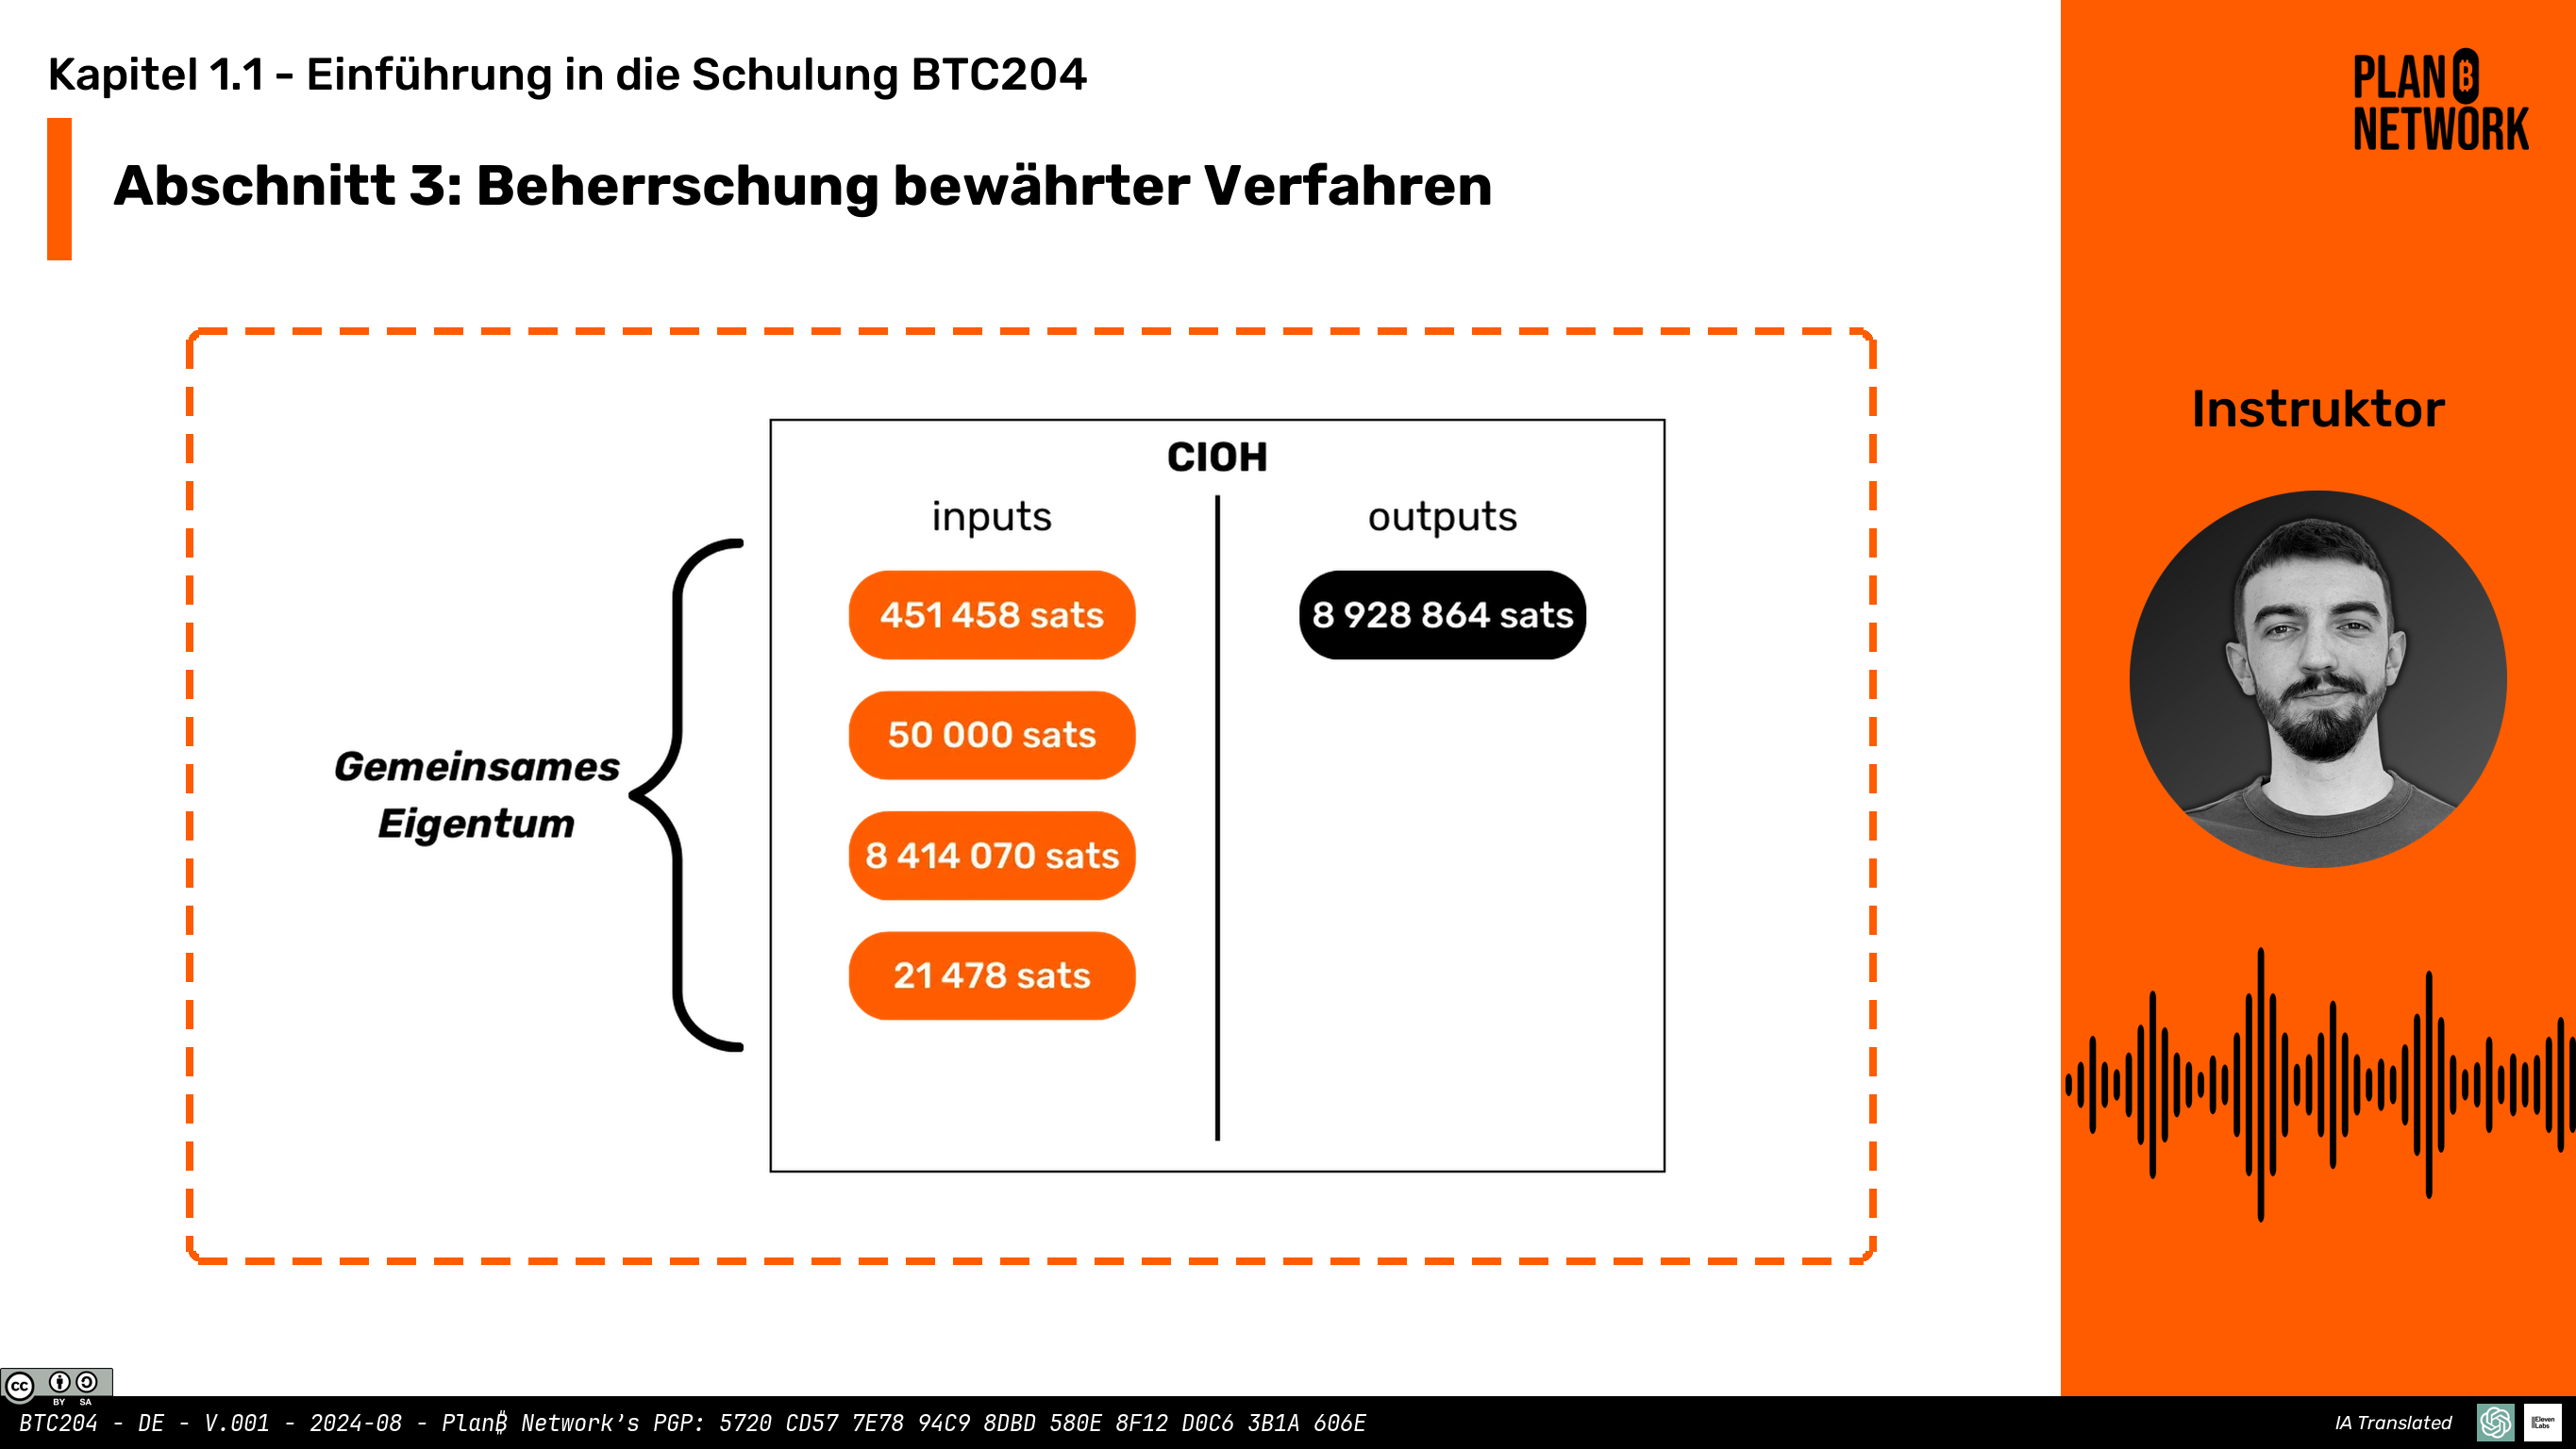 Kapitel 1.1 - Einführung in die Schulung BTC204
Abschnitt 3: Beherrschung bewährter Verfahren
PLAN ₿
NETWORK
Instruktor
CIOH
inputs
outputs
451 458 sats
8 928 864 sats
50 000 sats
8 414 070 sats
21 478 sats
Gemeinsames
Eigentum
cc
BY SA
BTC204 - DE - V.001 - 2024-08 - Plan₿ Network's PGP: 5720 CD57 7E78 94C9 8DBD 580E 8F12 D0C6 3B1A 606E
IA Translated
ElevenLabs